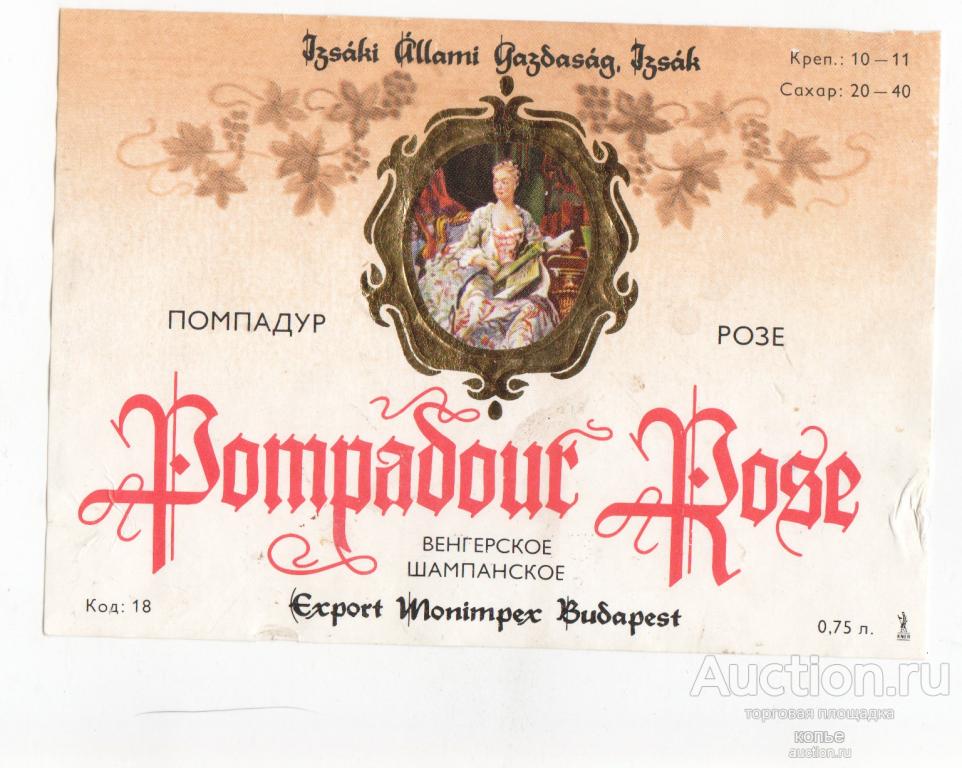 Izsáki Állami Gazdaság, Izsák
Креп.: 10 — 11
Сахар: 20 — 40
ПОМПАДУР
РОЗЕ
Pompadour Rose
ВЕНГЕРСКОЕ
ШАМПАНСКОЕ
Export Monimpex Budapest
Код: 18
0,75 л.
Auction.ru
торговая площадка
копье
auction.ru